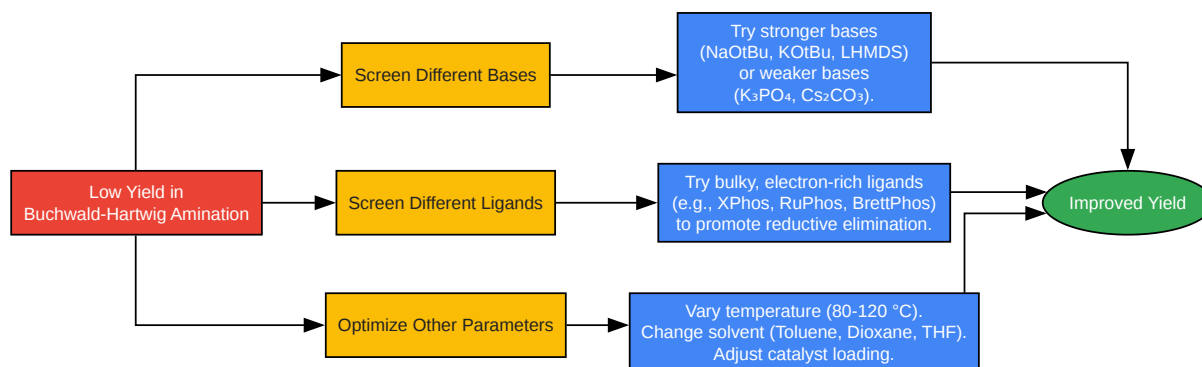 Low Yield in
Buchwald-Hartwig Amination
Screen Different Bases
Try stronger bases
(NaOtBu, KOtBu, LHMDS)
or weaker bases
(K₃PO₄, Cs₂CO₃).
Screen Different Ligands
Try bulky, electron-rich ligands
(e.g., XPhos, RuPhos, BrettPhos)
to promote reductive elimination.
Optimize Other Parameters
Vary temperature (80-120 °C).
Change solvent (Toluene, Dioxane, THF).
Adjust catalyst loading.
Improved Yield